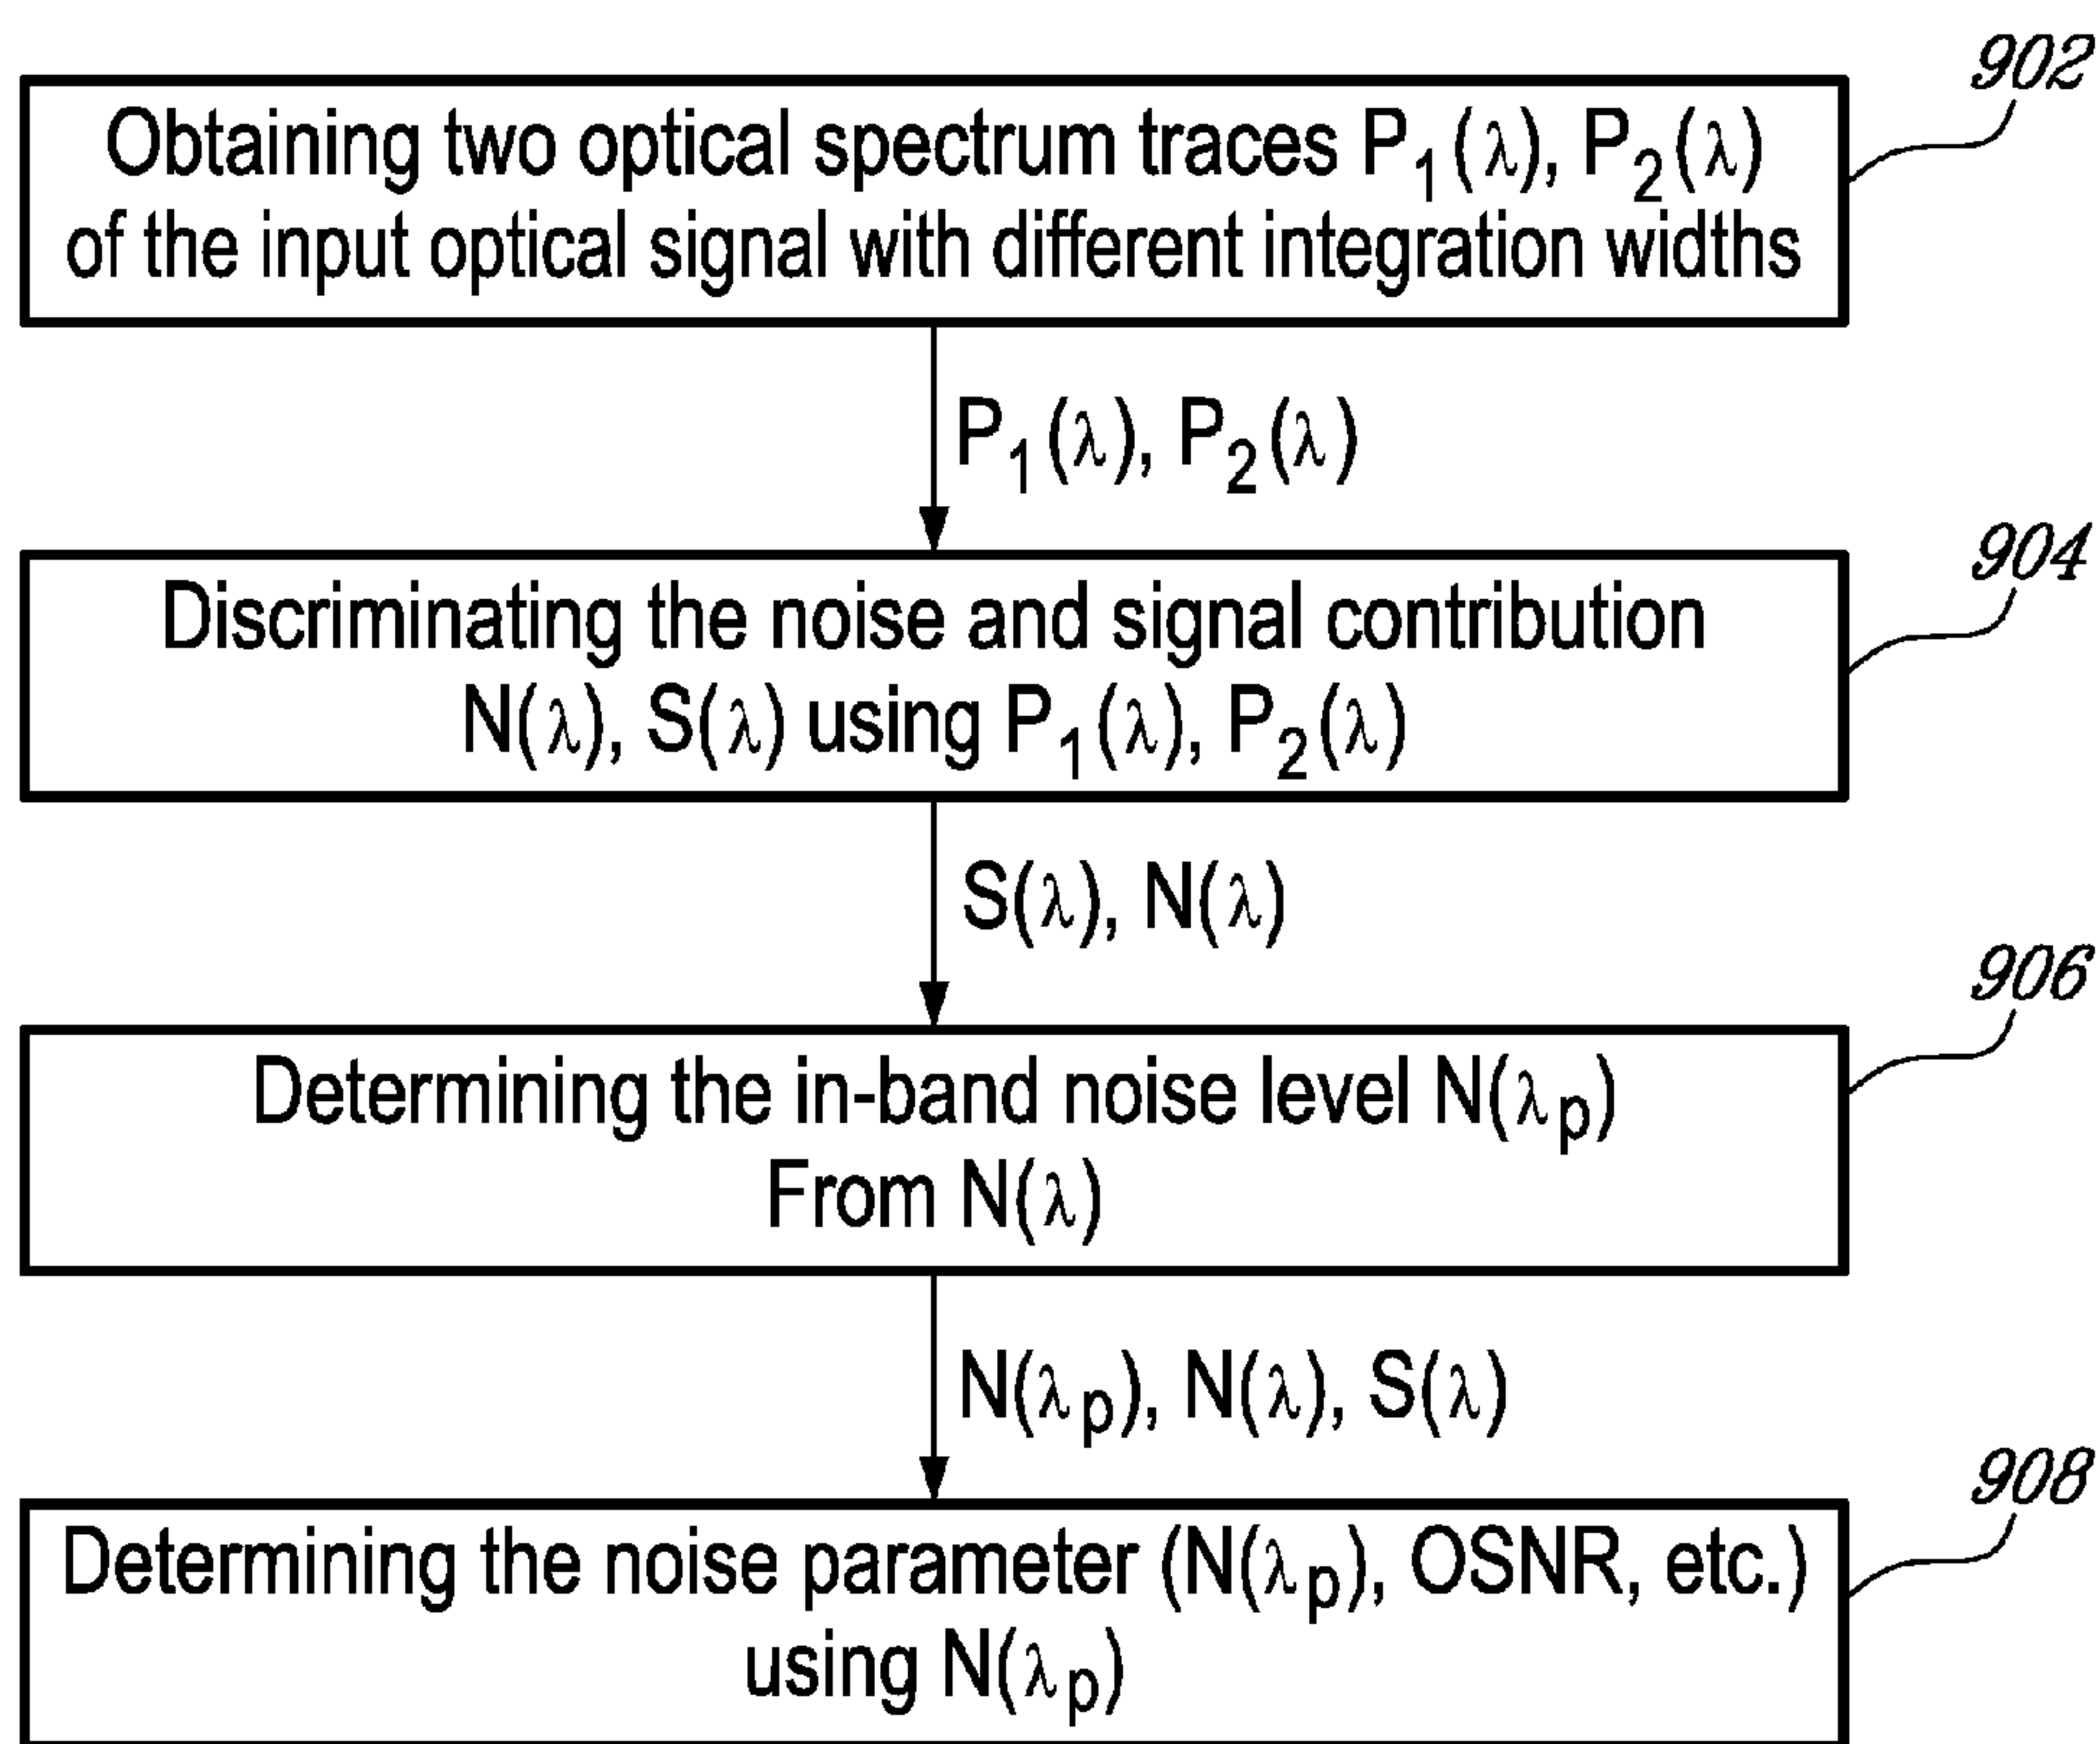 902
Obtaining two optical spectrum traces P₁(λ), P₂(λ)
of the input optical signal with different integration widths
P₁(λ), P₂(λ)
904
Discriminating the noise and signal contribution
N(λ), S(λ) using P₁(λ), P₂(λ)
S(λ), N(λ)
906
Determining the in-band noise level N(λₚ)
From N(λ)
N(λₚ), N(λ), S(λ)
908
Determining the noise parameter (N(λₚ), OSNR, etc.)
using N(λₚ)